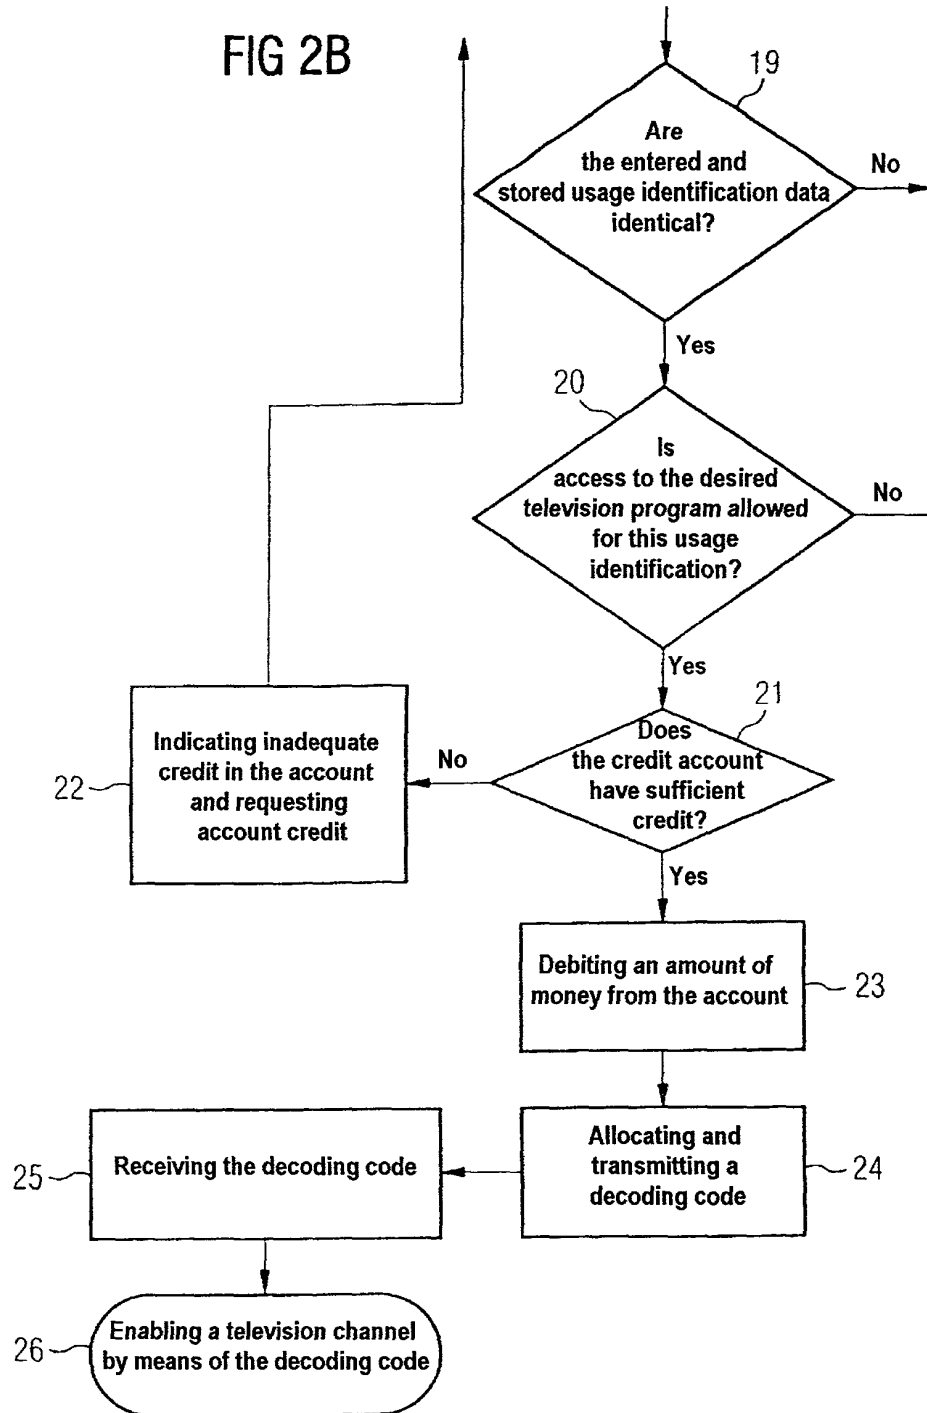 FIG 2B
19
Are
the entered and
stored usage identification data
identical?
No
Yes
20
Is
access to the desired
television program allowed
for this usage
identification?
No
Yes
21
Does
the credit account
have sufficient
credit?
No
22
Indicating inadequate
credit in the account
and requesting
account credit
Yes
Debiting an amount of
money from the account
23
Allocating and
transmitting a
decoding code
24
25
Receiving the decoding code
26
Enabling a television channel
by means of the decoding code